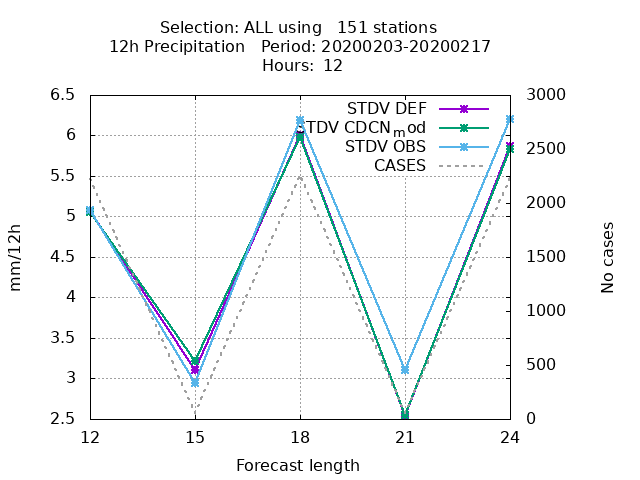 Selection: ALL using 151 stations
12h Precipitation Period: 20200203-20200217
Hours: 12
STDV DEF
TDV CDCN_mod
STDV OBS
CASES
6.5
6
5.5
5
4.5
4
3.5
3
2.5
3000
2500
2000
1500
1000
500
0
12 15 18 21 24
mm/12h
No cases
Forecast length